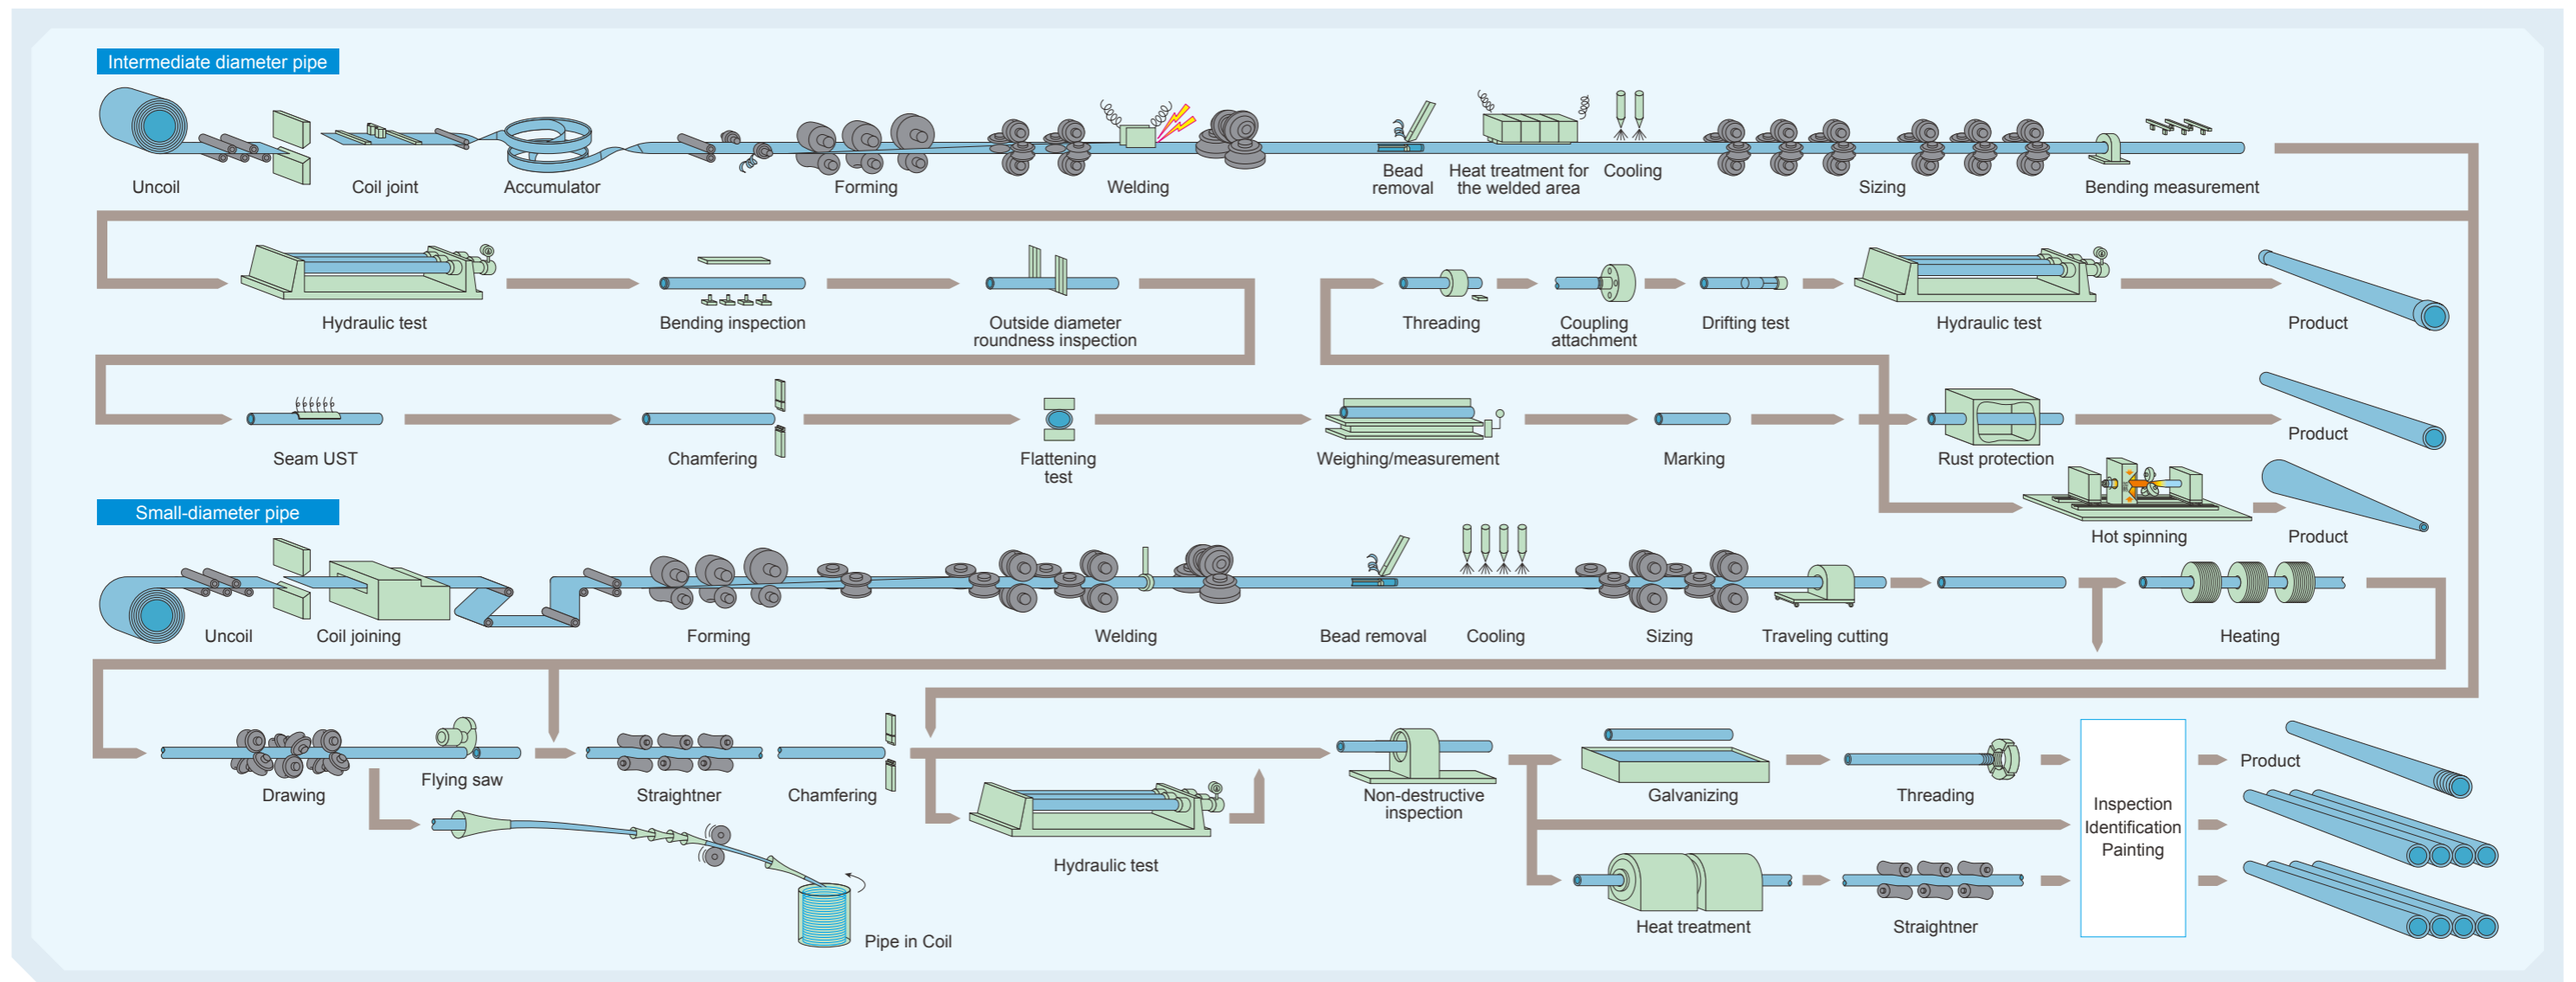 Intermediate diameter pipe
Uncoil
Coil joint
Accumulator
Forming
Welding
Bead
removal
Heat treatment for
the welded area
Cooling
Sizing
Bending measurement
Hydraulic test
Bending inspection
Outside diameter
roundness inspection
Threading
Coupling
attachment
Drifting test
Hydraulic test
Product
Seam UST
Chamfering
Flattening
test
Weighing/measurement
Marking
Rust protection
Product
Hot spinning
Product
Small-diameter pipe
Uncoil
Coil joining
Forming
Welding
Bead removal
Cooling
Sizing
Traveling cutting
Heating
Drawing
Flying saw
Straightner
Chamfering
Hydraulic test
Non-destructive
inspection
Galvanizing
Threading
Inspection
Identification
Painting
Product
Heat treatment
Straightner
Pipe in Coil